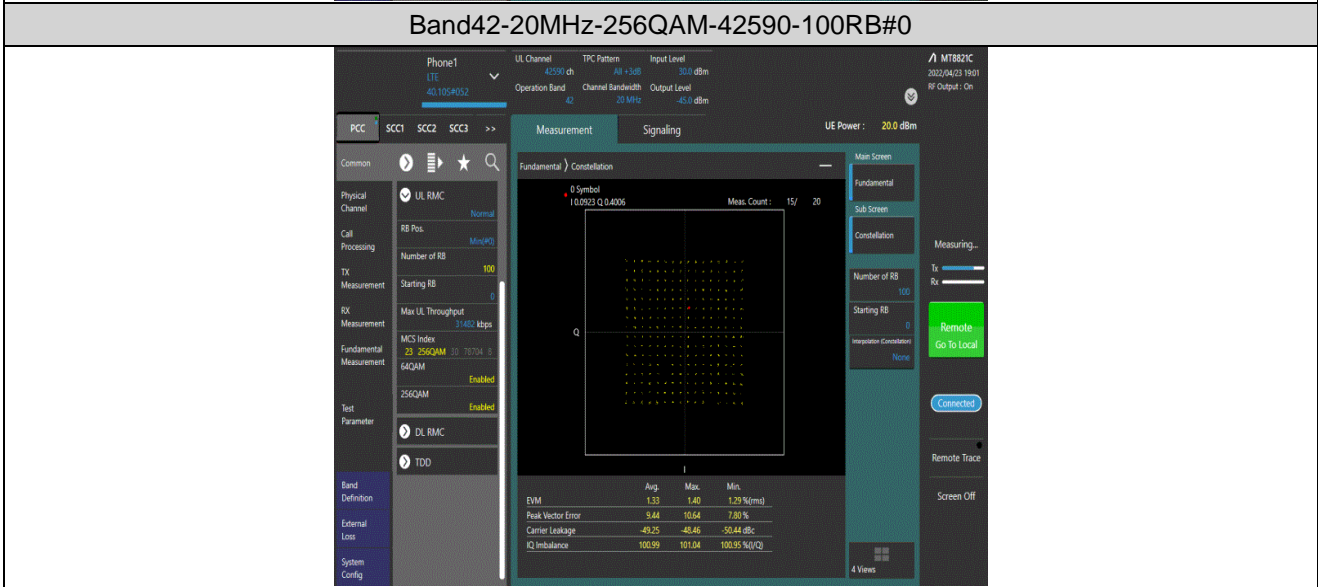 Band42-20MHz-256QAM-42590-100RB#0
Phone1
LTE
40.105#052
UL Channel TPC Pattern Input Level
42590 ch All +3dB 30.0 dBm
Operation Band Channel Bandwidth Output Level
42 20 MHz -45.0 dBm
MT8821C
2022/04/23 19:01
RF Output : On
PCC SCC1 SCC2 SCC3 >>
Measurement Signaling
UE Power : 20.0 dBm
Common
Physical
Channel
Call
Processing
TX
Measurement
RX
Measurement
Fundamental
Measurement
Test
Parameter
Band
Definition
External
Loss
System
Config
UL RMC
Normal
RB Pos.
Min(#0)
Number of RB
100
Starting RB
0
Max UL Throughput
31482 kbps
MCS Index
23 256QAM 30 78704 6
64QAM
Enabled
256QAM
Enabled
DL RMC
TDD
Fundamental 〉 Constellation
0 Symbol
I 0.0923 Q 0.4006
Meas. Count : 15/ 20
Q
I
Avg. Max. Min.
EVM 1.33 1.40 1.29 %(rms)
Peak Vector Error 9.44 10.64 7.80 %
Carrier Leakage -49.25 -48.46 -50.44 dBc
IQ Imbalance 100.99 101.04 100.95 %(I/Q)
Main Screen
Fundamental
Sub Screen
Constellation
Number of RB
100
Starting RB
0
Interpolation (Constellation)
None
4 Views
Measuring...
Tx
Rx
Remote
Go To Local
Connected
Remote Trace
Screen Off